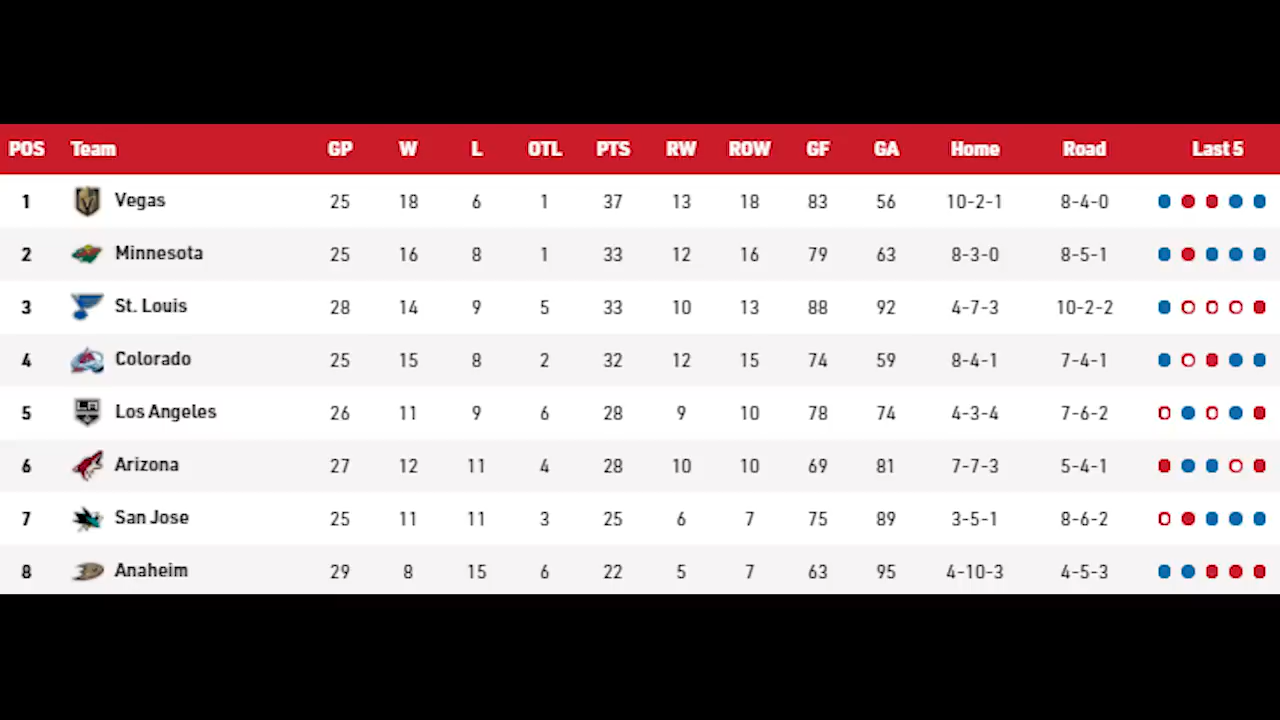 POS Team GP W L OTL PTS RW ROW GF GA Home Road Last 5
1 Vegas 25 18 6 1 37 13 18 83 56 10-2-1 8-4-0
2 Minnesota 25 16 8 1 33 12 16 79 63 8-3-0 8-5-1
3 St. Louis 28 14 9 5 33 10 13 88 92 4-7-3 10-2-2
4 Colorado 25 15 8 2 32 12 15 74 59 8-4-1 7-4-1
5 Los Angeles 26 11 9 6 28 9 10 78 74 4-3-4 7-6-2
6 Arizona 27 12 11 4 28 10 10 69 81 7-7-3 5-4-1
7 San Jose 25 11 11 3 25 6 7 75 89 3-5-1 8-6-2
8 Anaheim 29 8 15 6 22 5 7 63 95 4-10-3 4-5-3